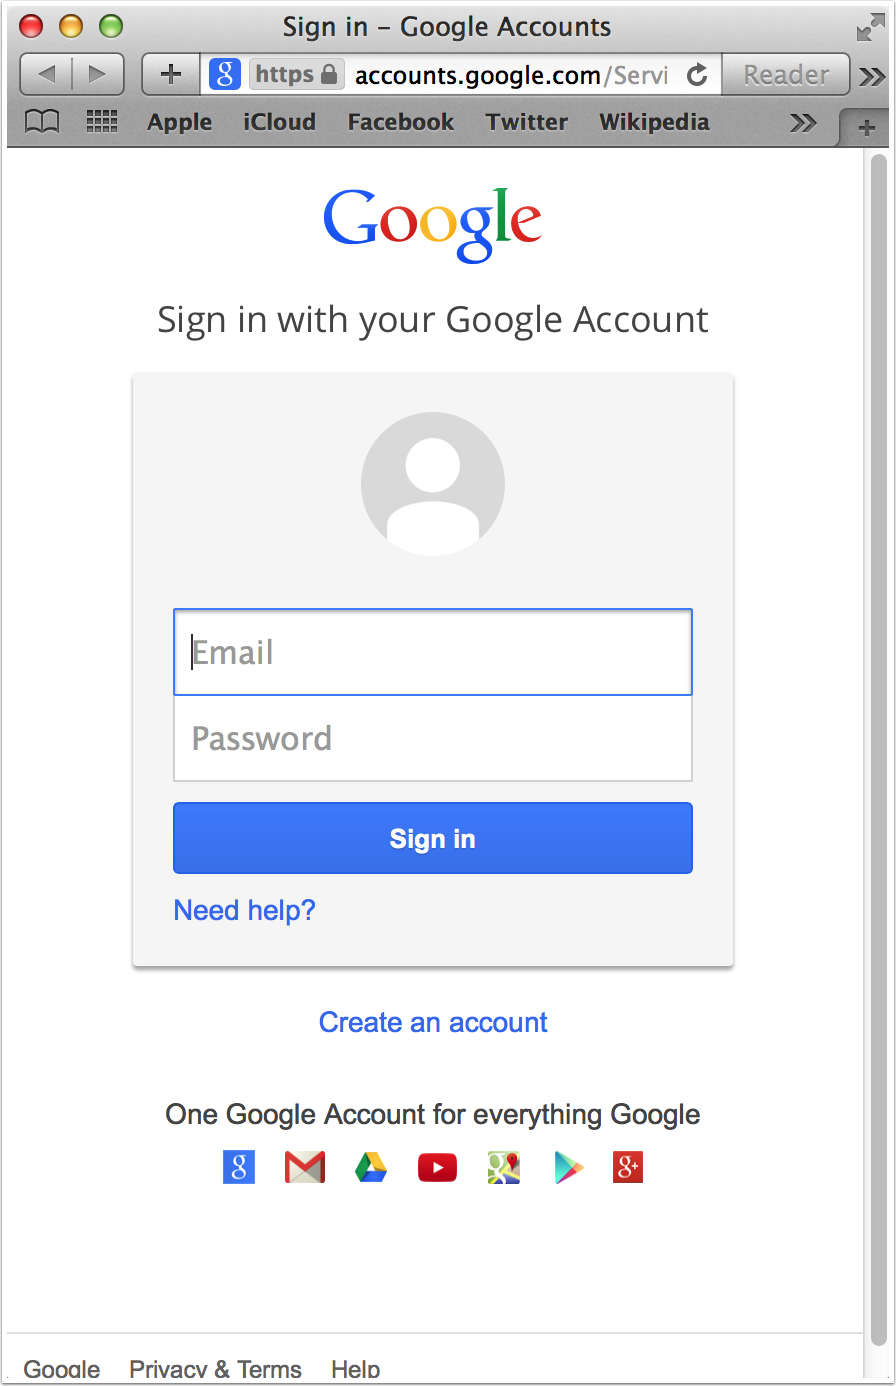 Sign in – Google Accounts
https accounts.google.com/Servi Reader
Apple iCloud Facebook Twitter Wikipedia
Google
Sign in with your Google Account
Email
Password
Sign in
Need help?
Create an account
One Google Account for everything Google
g g+
Google Privacy & Terms Help